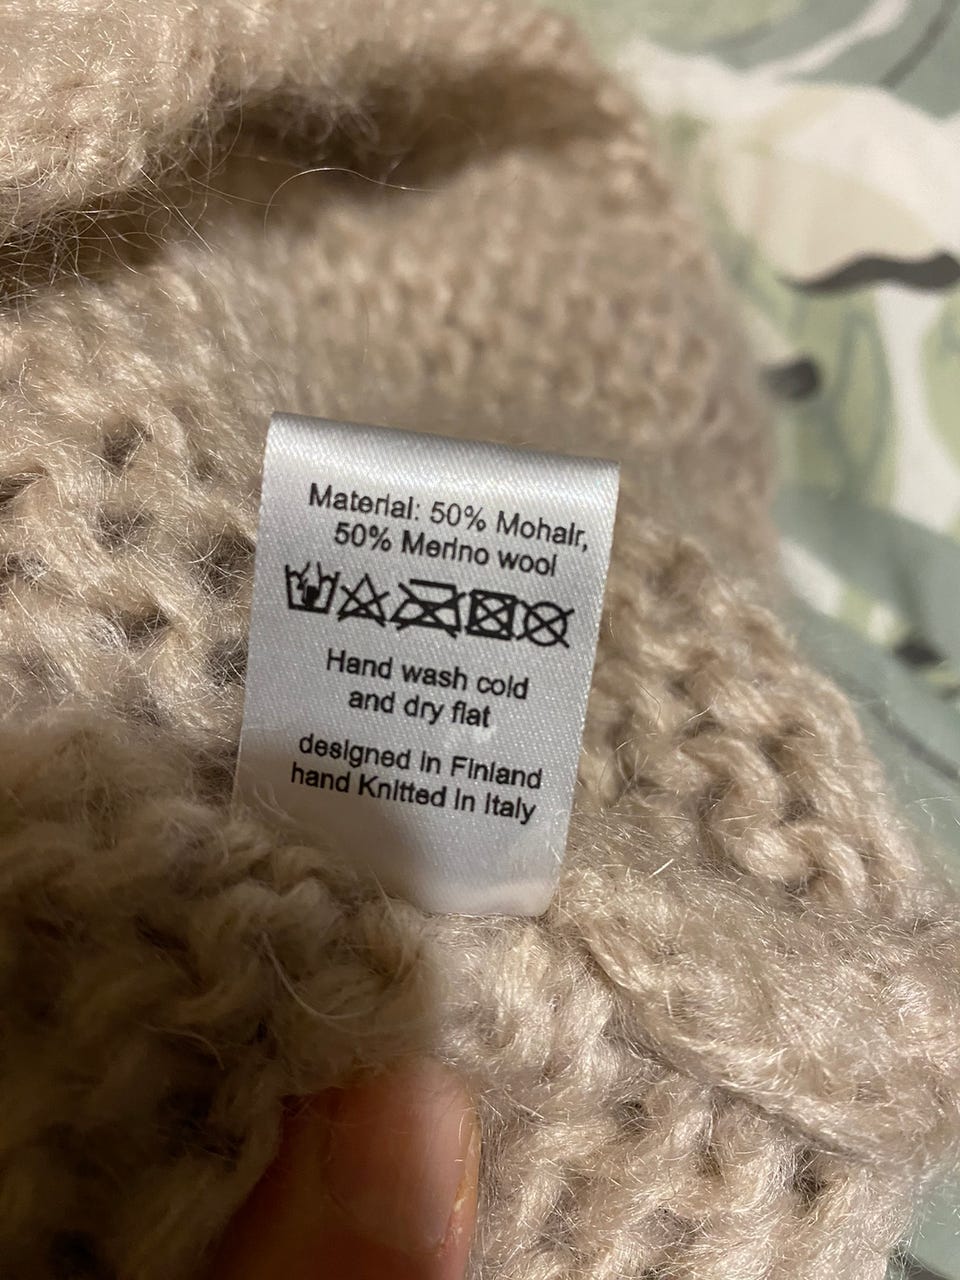 Material: 50% Mohair,
50% Merino wool
Hand wash cold
and dry flat
designed in Finland
hand Knitted in Italy